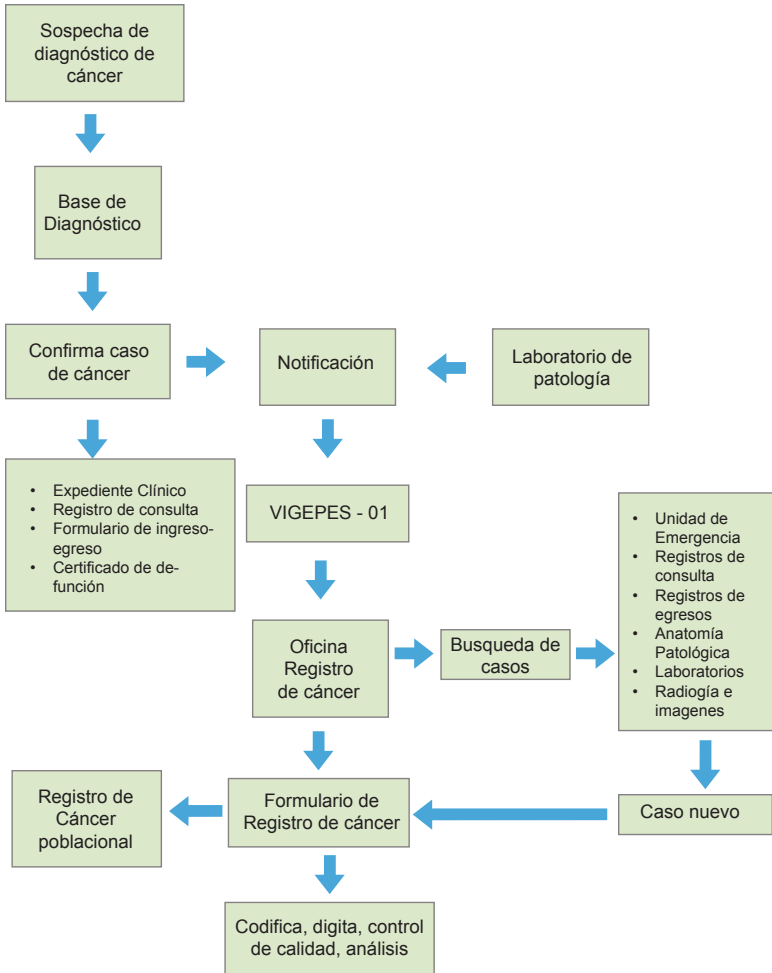 Sospecha de
diagnóstico de
cáncer
Base de
Diagnóstico
Confirma caso
de cáncer
Notificación
Laboratorio de
patología
• Expediente Clínico
• Registro de consulta
• Formulario de ingreso-
egreso
• Certificado de de-
función
VIGEPES - 01
• Unidad de
Emergencia
• Registros de
consulta
• Registros de
egresos
• Anatomía
Patológica
• Laboratorios
• Radiogía e
imagenes
Oficina
Registro
de cáncer
Busqueda de
casos
Registro de
Cáncer
poblacional
Formulario de
Registro de cáncer
Caso nuevo
Codifica, digita, control
de calidad, análisis